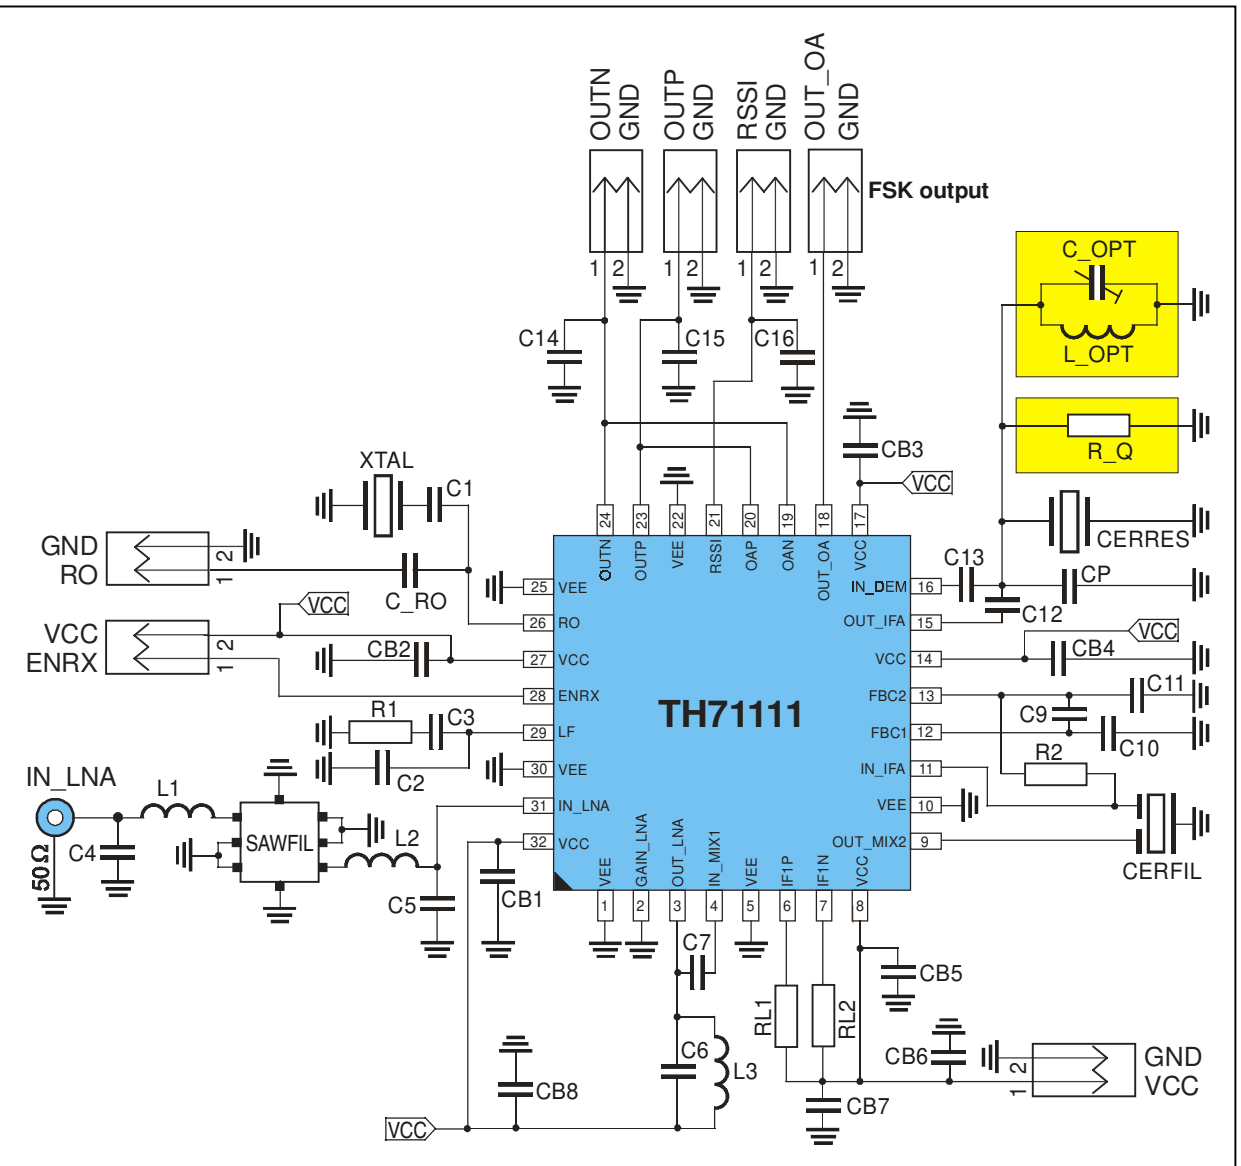 OUTN
GND
OUTP
GND
RSSI
GND
OUT_OA
GND
FSK output
1 2
1 2
1 2
1 2
C14
C15
C16
C_OPT
L_OPT
R_Q
CB3
VCC
XTAL
C1
GND
RO
2
1
C_RO
VCC
ENRX
2
1
VCC
CB2
R1
C3
C2
IN_LNA
50Ω
L1
C4
SAWFIL
L2
C5
CB1
CERRES
C13
CP
C12
VCC
CB4
C11
C9
C10
R2
CERFIL
TH71111
24 OUTN
23 OUTP
22 VEE
21 RSSI
20 OAP
19 OAN
18 OUT_OA
17 VCC
25 VEE
26 RO
27 VCC
28 ENRX
29 LF
30 VEE
31 IN_LNA
32 VCC
IN_DEM 16
OUT_IFA 15
VCC 14
FBC2 13
FBC1 12
IN_IFA 11
VEE 10
OUT_MIX2 9
VEE 1
GAIN_LNA 2
OUT_LNA 3
IN_MIX1 4
VEE 5
IF1P 6
IF1N 7
VCC 8
C7
CB5
RL1
RL2
C6
L3
CB8
VCC
CB6
CB7
2
1
GND
VCC